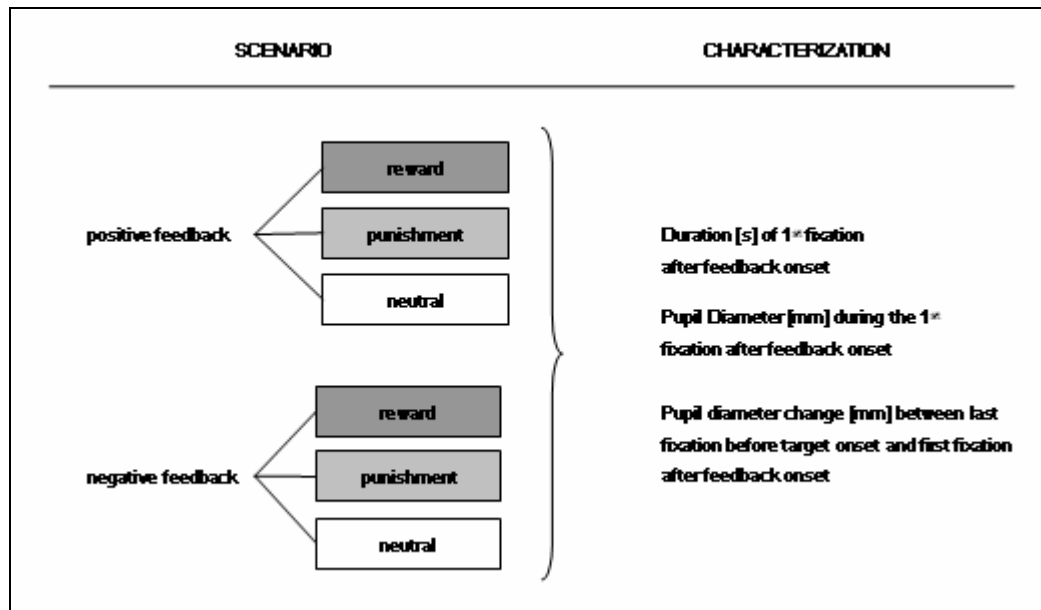 SCENARIO
CHARACTERIZATION
positive feedback
reward
punishment
neutral
negative feedback
reward
punishment
neutral
Duration [s] of 1st fixation
after feedback onset
Pupil Diameter [mm] during the 1st
fixation after feedback onset
Pupil diameter change [mm] between last
fixation before target onset and first fixation
after feedback onset